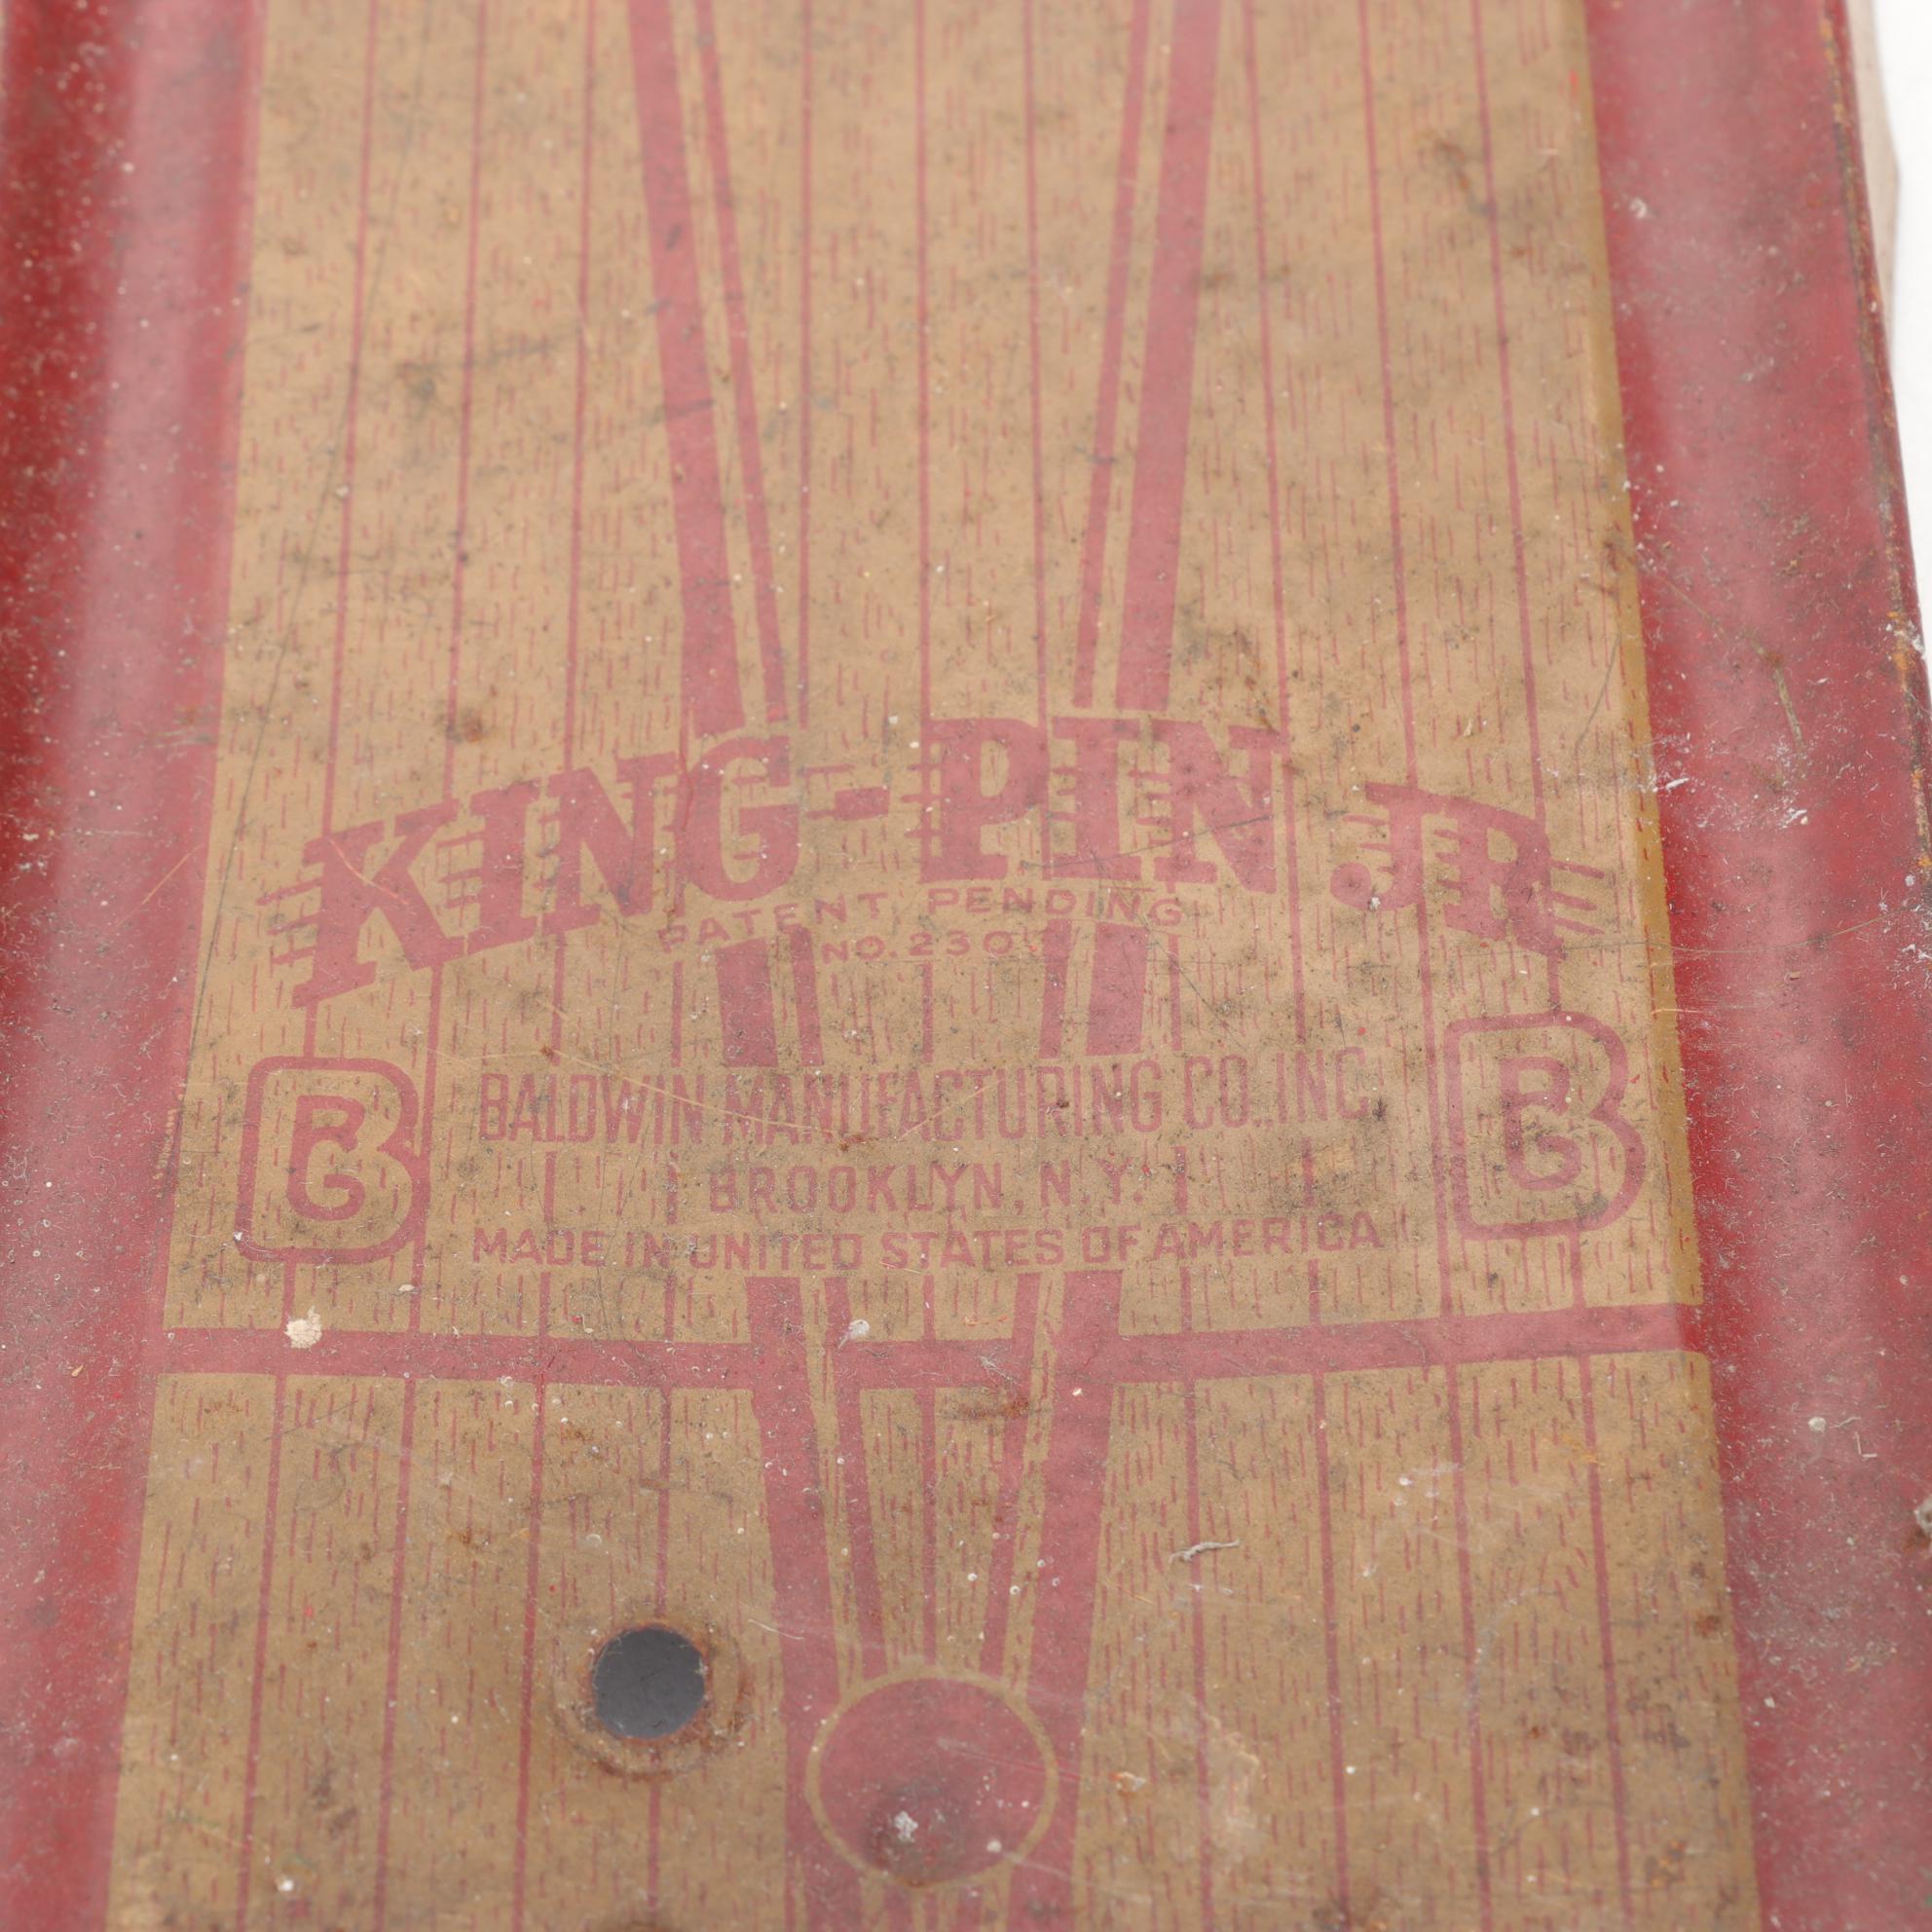 KING-PIN JR
PATENT PENDING
BALDWIN MANUFACTURING CO., INC.
BROOKLYN, N.Y.
MADE IN UNITED STATES OF AMERICA